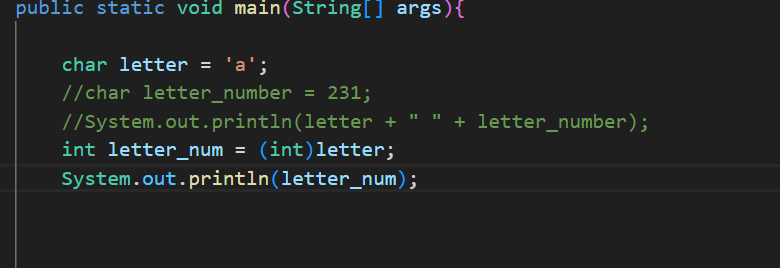 public static void main(String[] args){
char letter = 'a';
//char letter_number = 231;
//System.out.println(letter + " " + letter_number);
int letter_num = (int)letter;
System.out.println(letter_num);